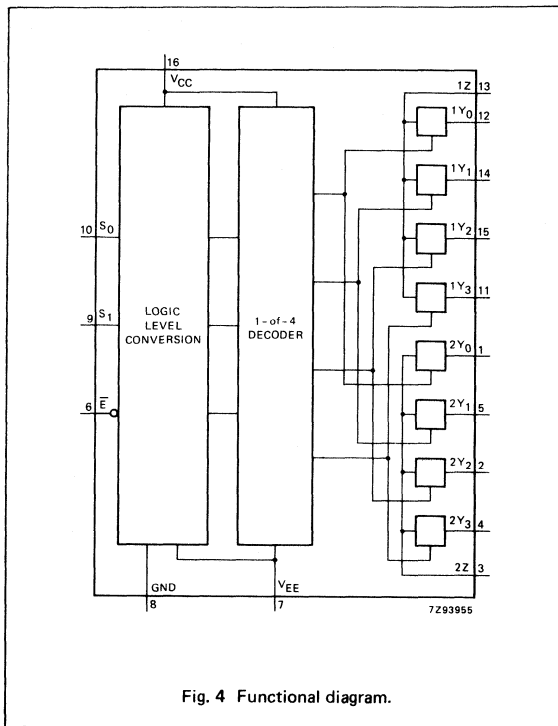 16
VCC
1Z 13
1Y0 12
1Y1 14
10 S0
1Y2 15
9 S1
LOGIC
LEVEL
CONVERSION
1-of-4
DECODER
1Y3 11
2Y0 1
6 E̅
2Y1 5
2Y2 2
2Y3 4
GND
VEE
2Z 3
8
7
7Z93955
Fig. 4 Functional diagram.